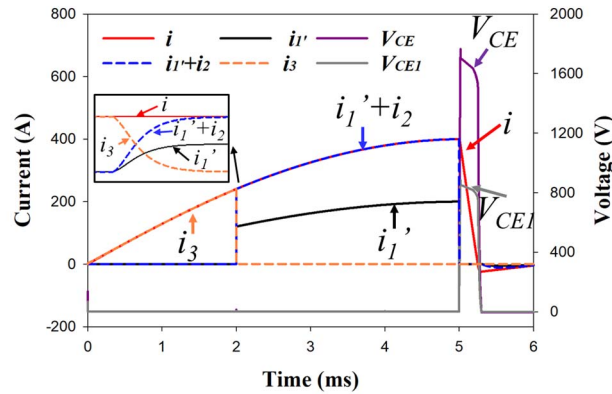 800
600
400
200
0
-200
Current (A)
2000
1600
1200
800
400
0
Voltage (V)
i
i1'
VCE
i1'+i2
i3
VCE1
i
i3
i1'+i2
i1'
i1'+i2
VCE
i
VCE1
i3
i1'
0
1
2
3
4
5
6
Time (ms)